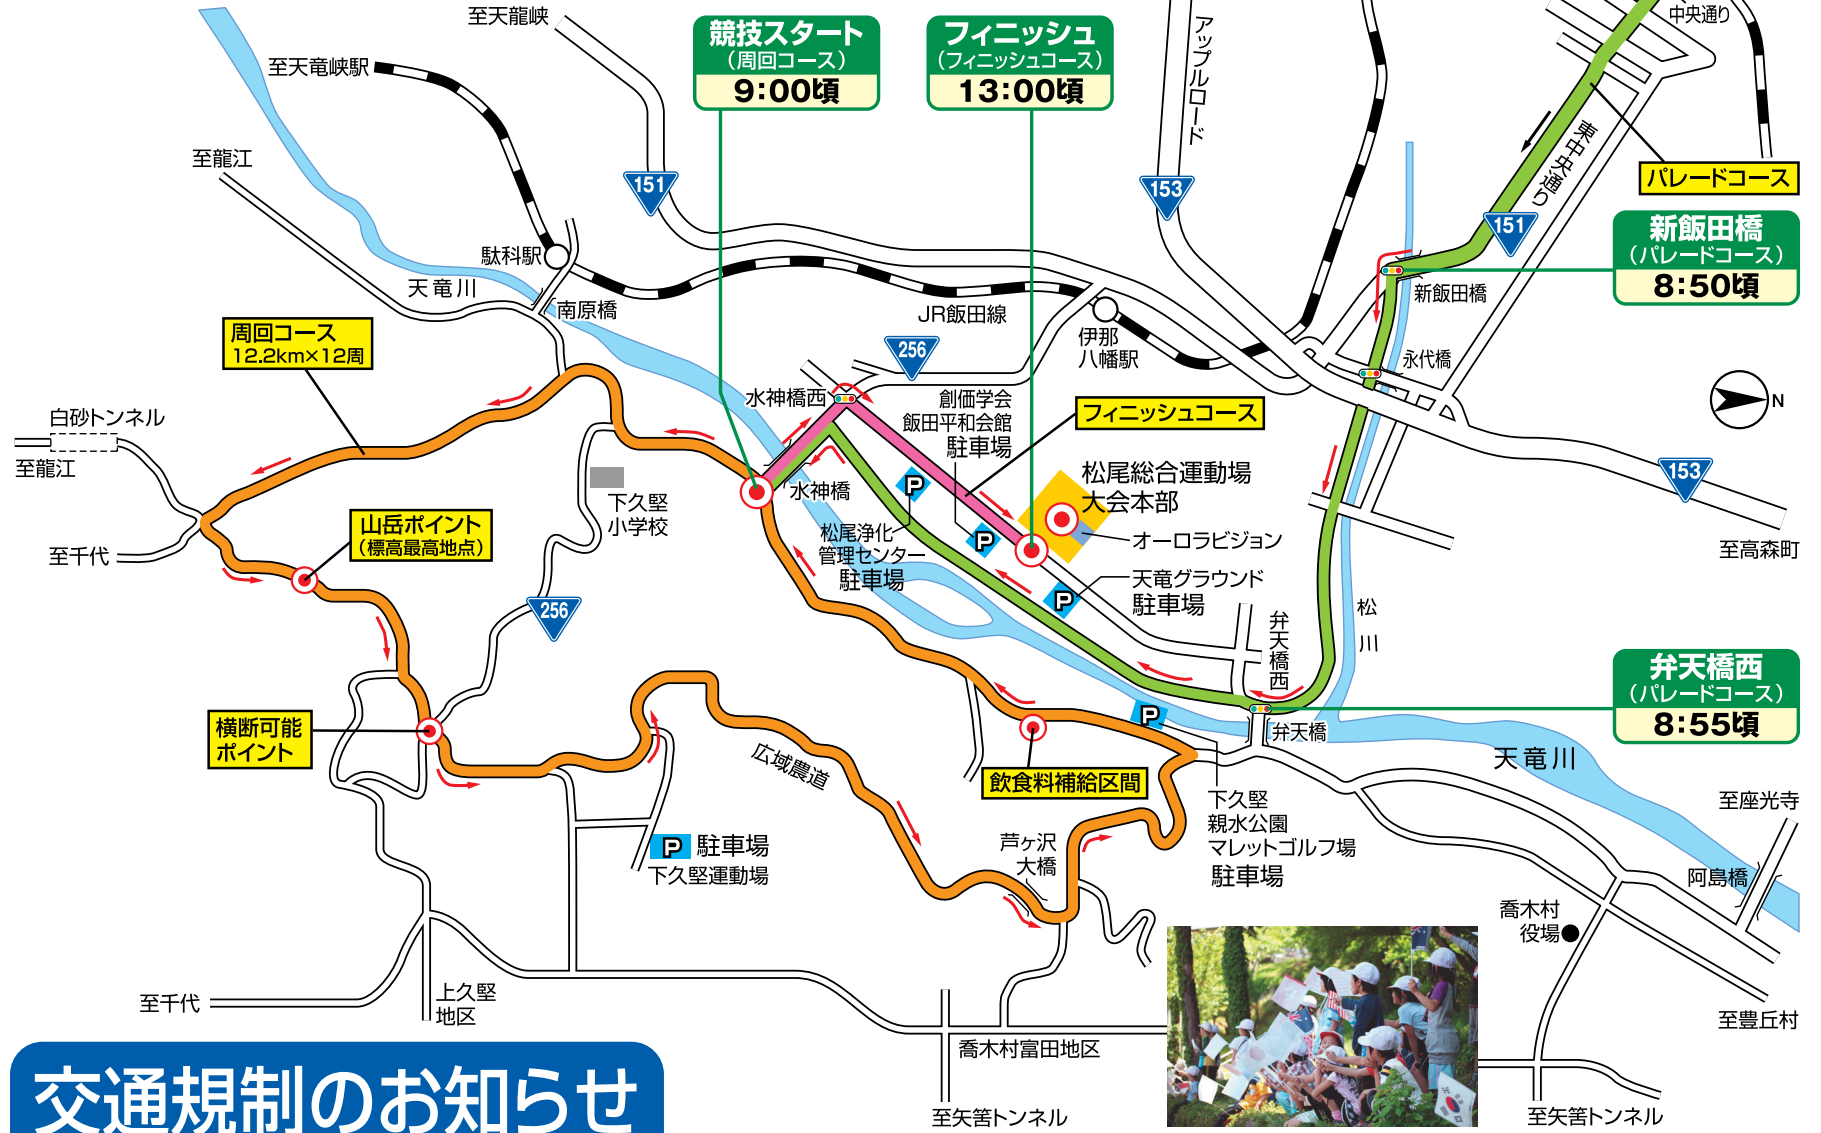 至天龍峡
競技スタート
(周回コース)
9:00頃
フィニッシュ
(フィニッシュコース)
13:00頃
アップルロード
中央通り
至天竜峡駅
151
153
東中央通り
パレードコース
至龍江
新飯田橋
(パレードコース)
8:50頃
151
駄科駅
天竜川
南原橋
JR飯田線
伊那
八幡駅
新飯田橋
永代橋
周回コース
12.2km×12周
256
水神橋西
創価学会
飯田平和会館
駐車場
フィニッシュコース
N
白砂トンネル
至龍江
松尾総合運動場
大会本部
153
下久堅
小学校
水神橋
P
山岳ポイント
(標高最高地点)
松尾浄化
管理センター
駐車場
P
オーロラビジョン
至高森町
至千代
天竜グラウンド
駐車場
P
256
松川
弁天橋西
弁天橋西
(パレードコース)
8:55頃
横断可能
ポイント
P
弁天橋
天竜川
広域農道
飲食料補給区間
下久堅
親水公園
マレットゴルフ場
駐車場
至座光寺
P 駐車場
下久堅運動場
芦ヶ沢
大橋
阿島橋
喬木村
役場
至千代
上久堅
地区
至豊丘村
喬木村富田地区
交通規制のお知らせ
至矢筈トンネル
至矢筈トンネル